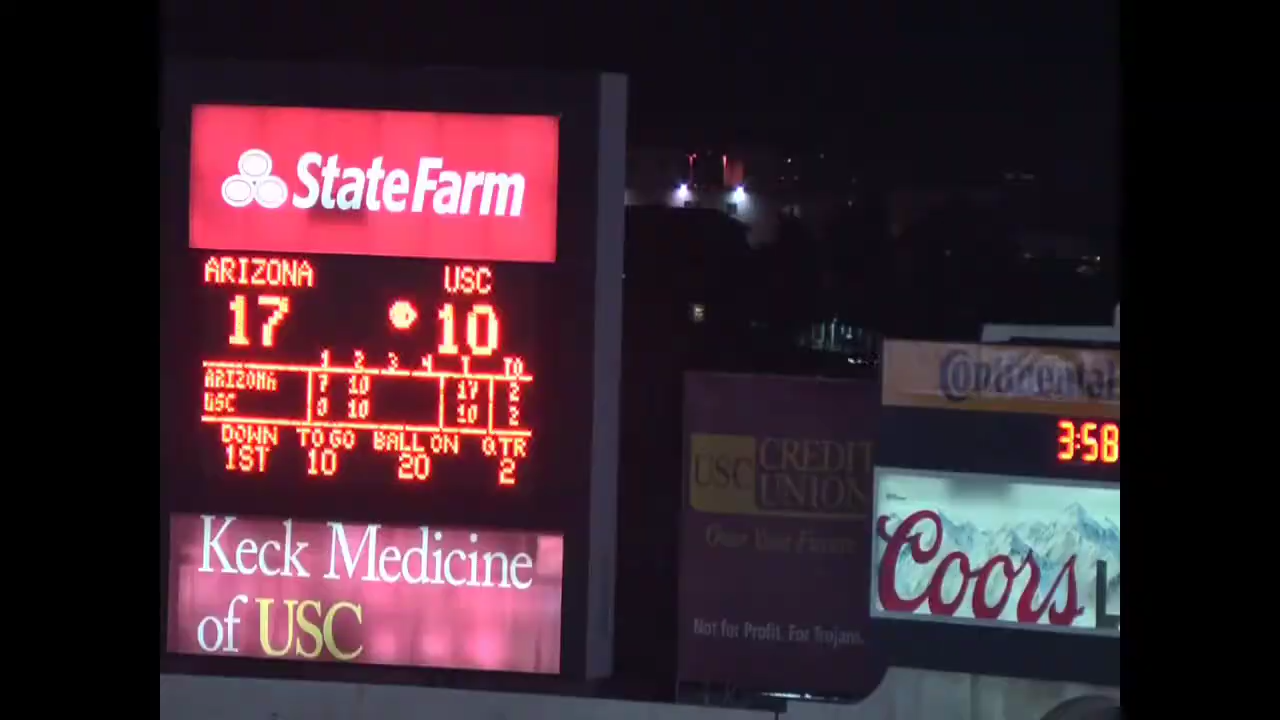 StateFarm
ARIZONA USC
17 10
1 2 3 4 T TO
ARIZONA 7 10 17 2
USC 0 10 10 2
DOWN TO GO BALL ON QTR
1ST 10 20 2
Keck Medicine
of USC
USC CREDIT
UNION
Not for Profit. For Trojans.
Continental
3:58
Coors L